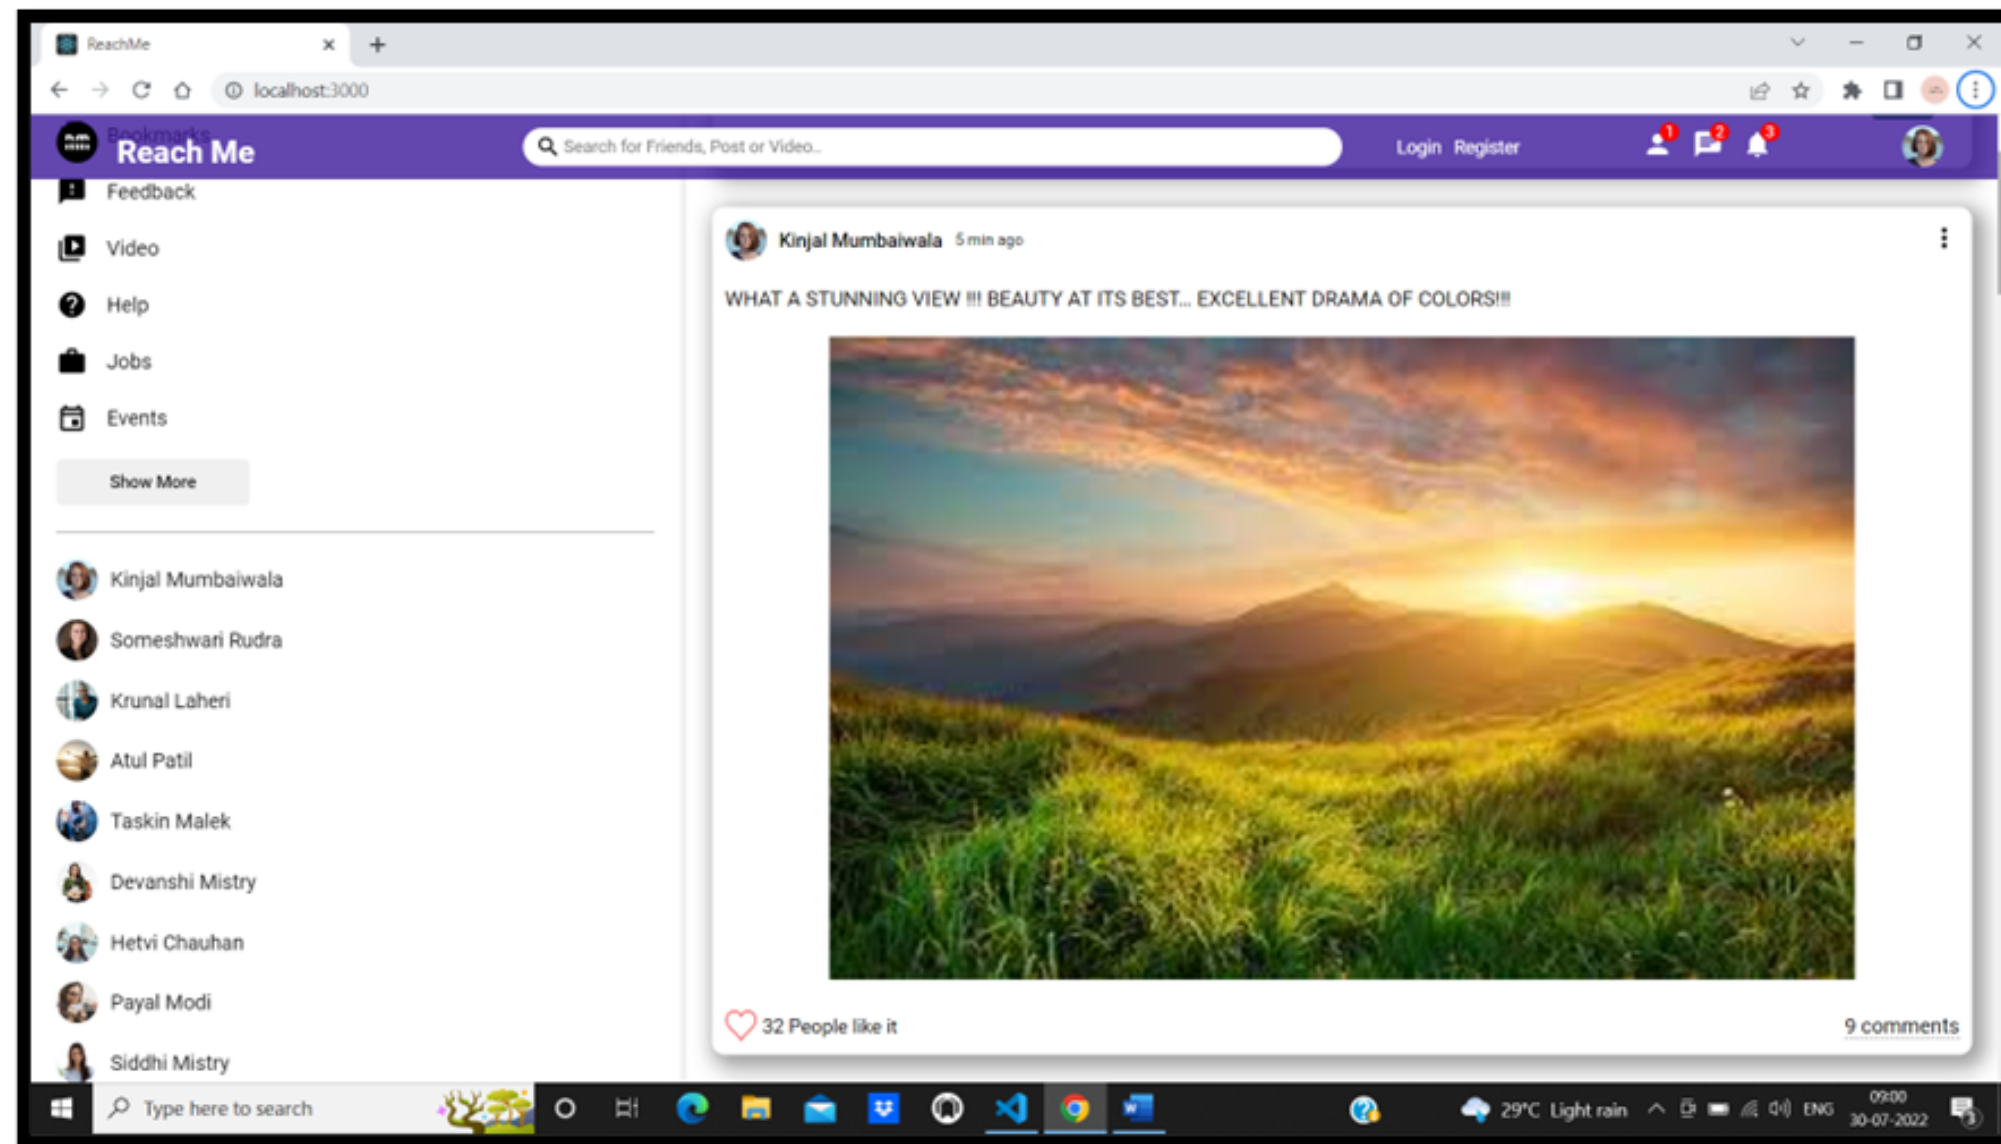 ReachMe
localhost:3000
Bookmarks
Reach Me
Search for Friends, Post or Video...
Login Register
1
2
3
Feedback
Video
Help
Jobs
Events
Show More
Kinjal Mumbaiwala
Someshwari Rudra
Krunal Laheri
Atul Patil
Taskin Malek
Devanshi Mistry
Hetvi Chauhan
Payal Modi
Siddhi Mistry
Kinjal Mumbaiwala 5 min ago
WHAT A STUNNING VIEW !!! BEAUTY AT ITS BEST... EXCELLENT DRAMA OF COLORS!!!
32 People like it
9 comments
Type here to search
29°C Light rain
ENG
09:00
30-07-2022
3